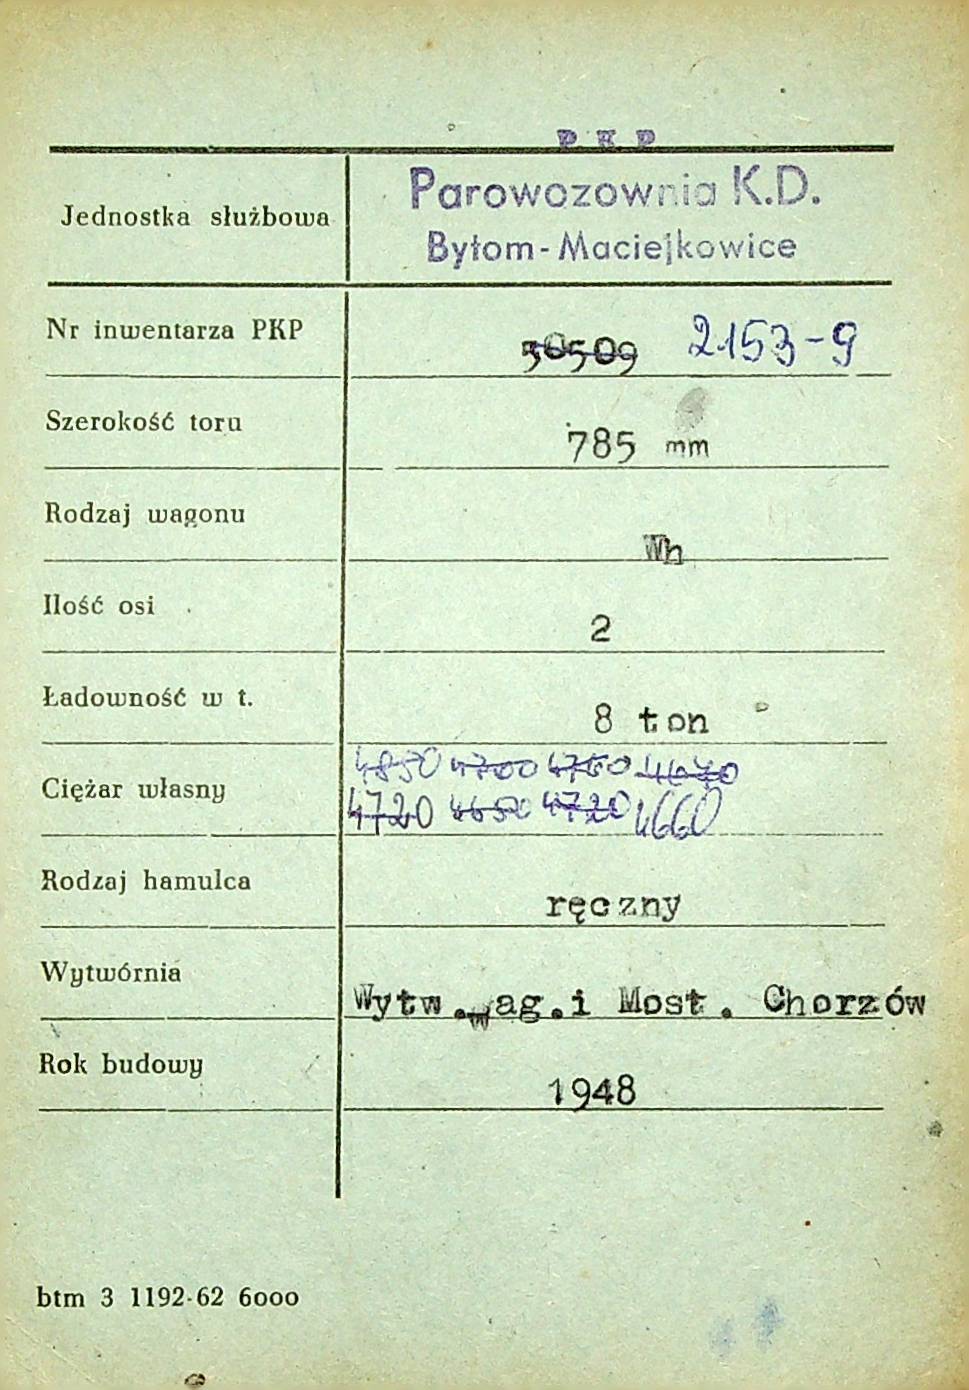 PKP
Jednostka służbowa Parowozownia K.D.
Bytom-Maciejkowice
Nr inwentarza PKP 50509 2153-9
Szerokość toru 785 mm
Rodzaj wagonu Wh
Ilość osi 2
Ładowność w t. 8 ton
4850 4700 4760 4640
Ciężar własny
4720 4650 4720 4660
Rodzaj hamulca ręczny
Wytwórnia Wytw.wag.i Most. Chorzów
Rok budowy 1948
btm 3 1192-62 6000